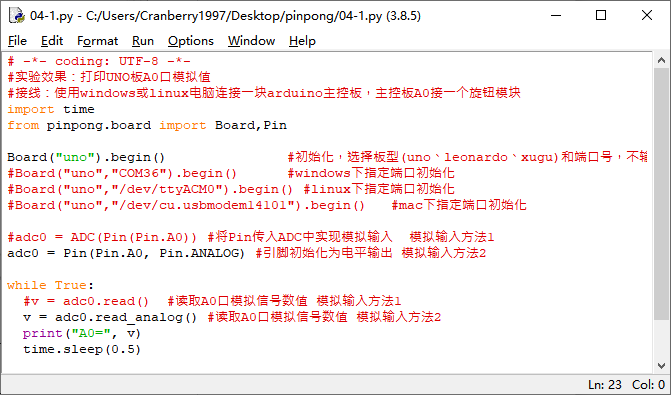 04-1.py - C:/Users/Cranberry1997/Desktop/pinpong/04-1.py (3.8.5)
File Edit Format Run Options Window Help
# -*- coding: UTF-8 -*-
#实验效果：打印UNO板A0口模拟值
#接线：使用windows或linux电脑连接一块arduino主控板，主控板A0接一个旋钮模块
import time
from pinpong.board import Board,Pin
Board("uno").begin() #初始化，选择板型(uno、leonardo、xugu)和端口号，不输
#Board("uno","COM36").begin() #windows下指定端口初始化
#Board("uno","/dev/ttyACM0").begin() #linux下指定端口初始化
#Board("uno","/dev/cu.usbmodem14101").begin() #mac下指定端口初始化
#adc0 = ADC(Pin(Pin.A0)) #将Pin传入ADC中实现模拟输入 模拟输入方法1
adc0 = Pin(Pin.A0, Pin.ANALOG) #引脚初始化为电平输出 模拟输入方法2
while True:
#v = adc0.read() #读取A0口模拟信号数值 模拟输入方法1
v = adc0.read_analog() #读取A0口模拟信号数值 模拟输入方法2
print("A0=", v)
time.sleep(0.5)
Ln: 23 Col: 0